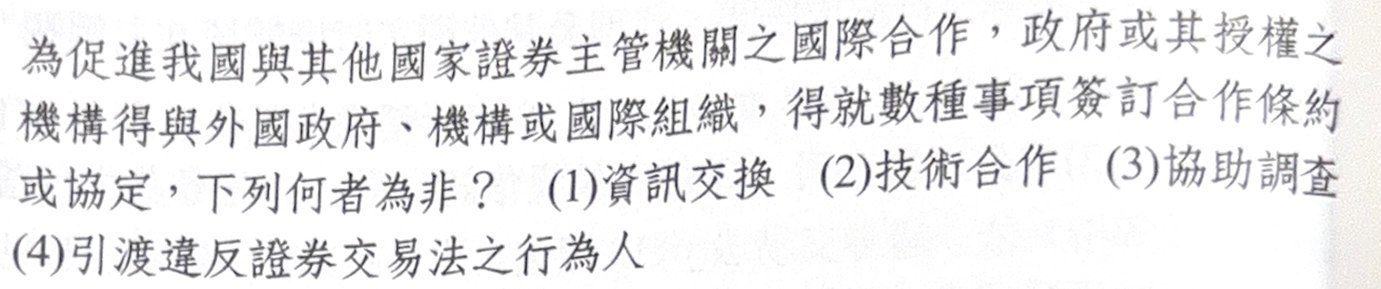 為促進我國與其他國家證券主管機關之國際合作，政府或其授權之
機構得與外國政府、機構或國際組織，得就數種事項簽訂合作條約
或協定，下列何者為非？ (1)資訊交換 (2)技術合作 (3)協助調查
(4)引渡違反證券交易法之行為人